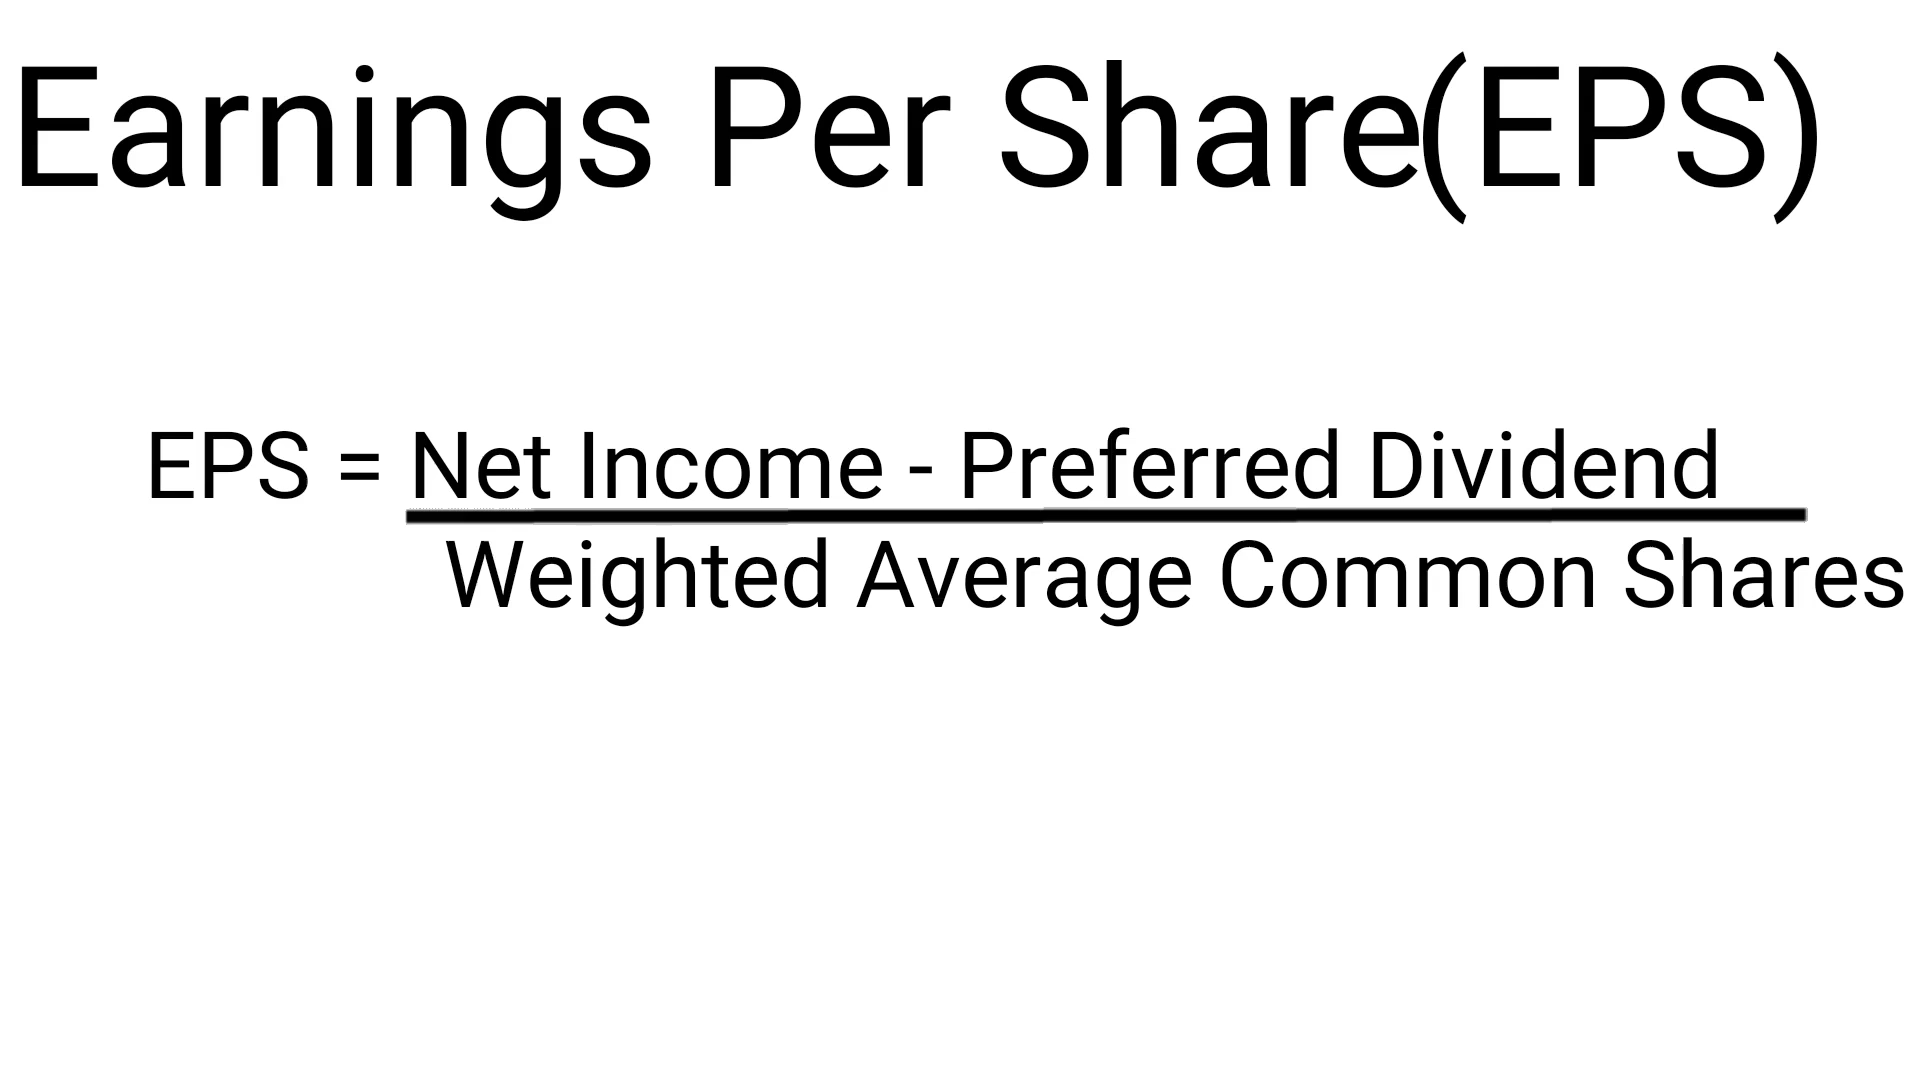 Earnings Per Share(EPS)
EPS = Net Income - Preferred Dividend
Weighted Average Common Shares